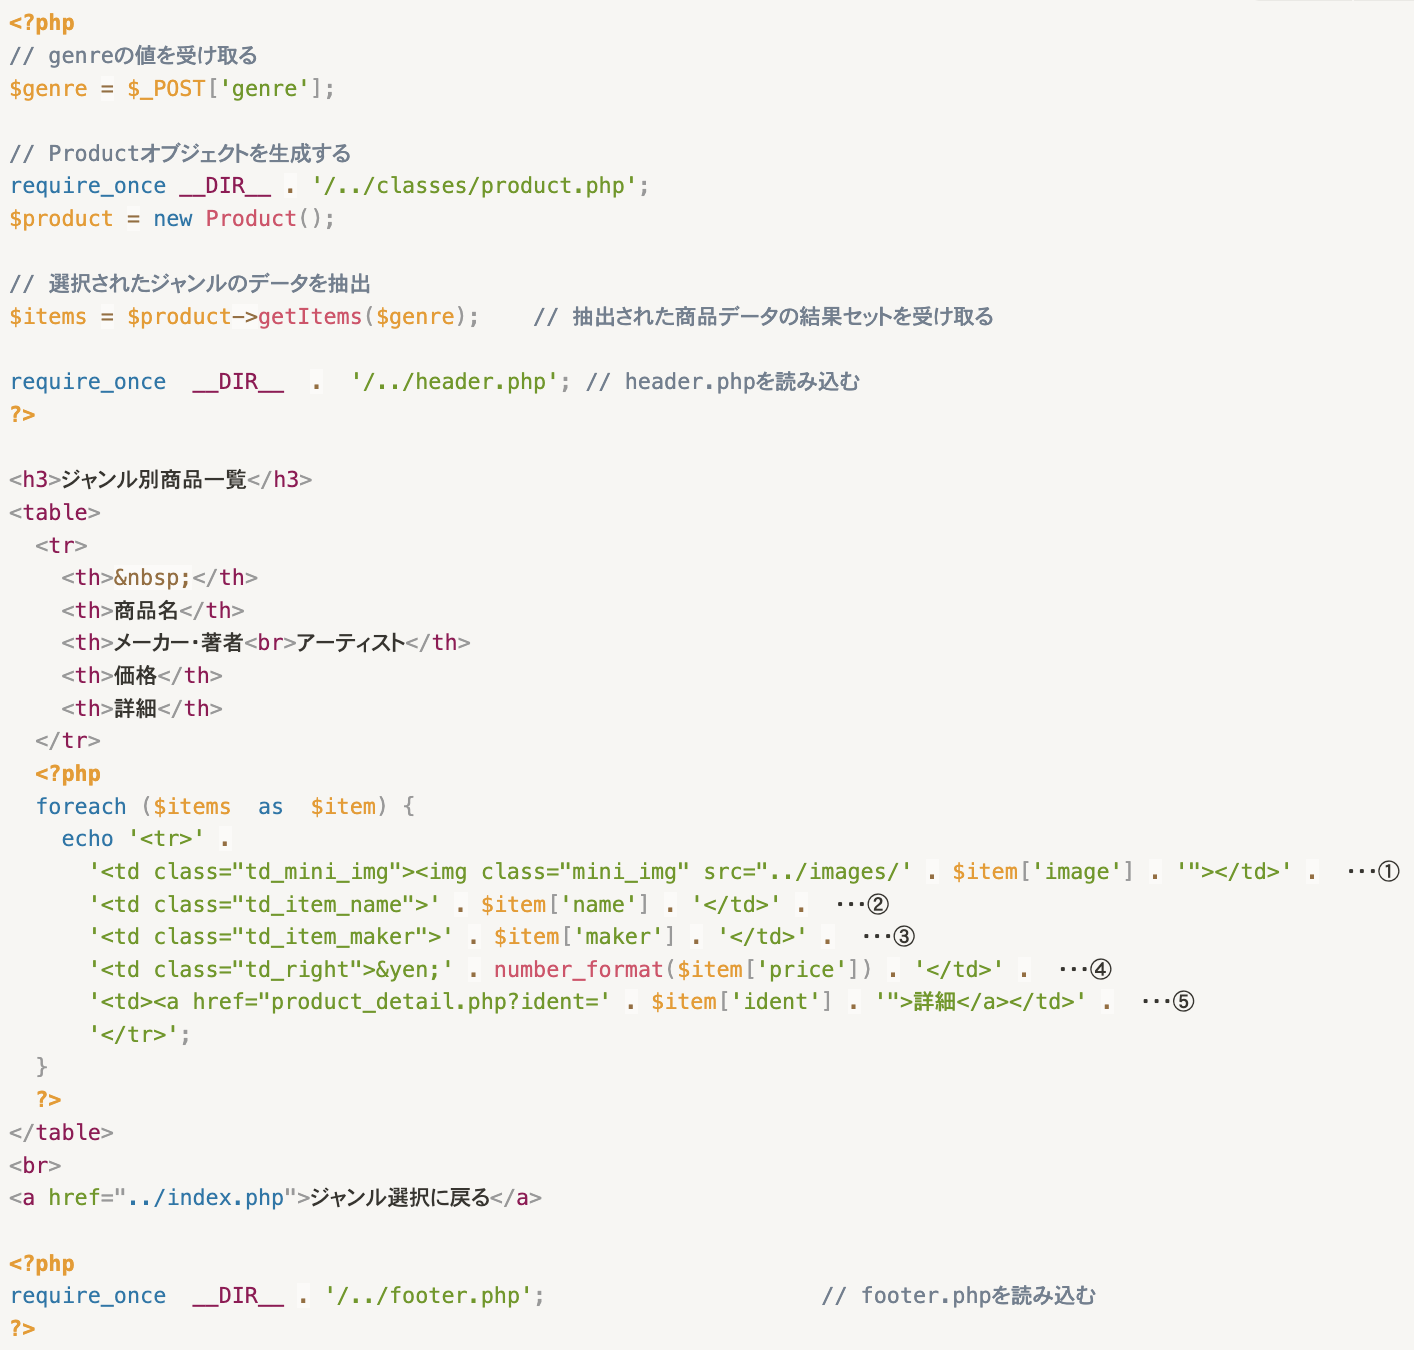 <?php
// genreの値を受け取る
$genre = $_POST['genre'];
// Productオブジェクトを生成する
require_once __DIR__ . '/../classes/product.php';
$product = new Product();
// 選択されたジャンルのデータを抽出
$items = $product->getItems($genre);    // 抽出された商品データの結果セットを受け取る
require_once  __DIR__  .  '/../header.php'; // header.phpを読み込む
?>
<h3>ジャンル別商品一覧</h3>
<table>
  <tr>
    <th>&nbsp;</th>
    <th>商品名</th>
    <th>メーカー・著者<br>アーティスト</th>
    <th>価格</th>
    <th>詳細</th>
  </tr>
  <?php
  foreach ($items  as  $item) {
    echo '<tr>' .
      '<td class="td_mini_img"><img class="mini_img" src="../images/' . $item['image'] . '"></td>' .  …①
      '<td class="td_item_name">' . $item['name'] . '</td>' .  …②
      '<td class="td_item_maker">' . $item['maker'] . '</td>' .  …③
      '<td class="td_right">&yen;' . number_format($item['price']) . '</td>' .  …④
      '<td><a href="product_detail.php?ident=' . $item['ident'] . '">詳細</a></td>' .  …⑤
      '</tr>';
  }
  ?>
</table>
<br>
<a href="../index.php">ジャンル選択に戻る</a>
<?php
require_once  __DIR__ . '/../footer.php';                     // footer.phpを読み込む
?>